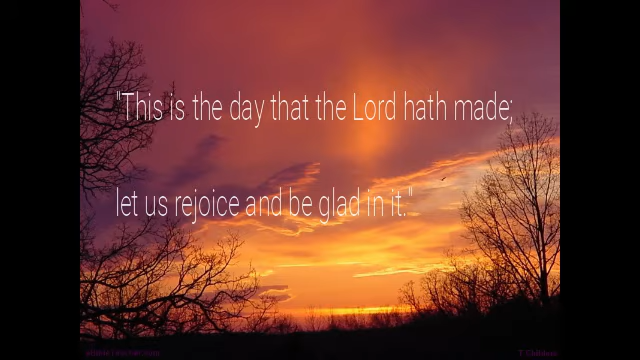 "This is the day that the Lord hath made;
let us rejoice and be glad in it."